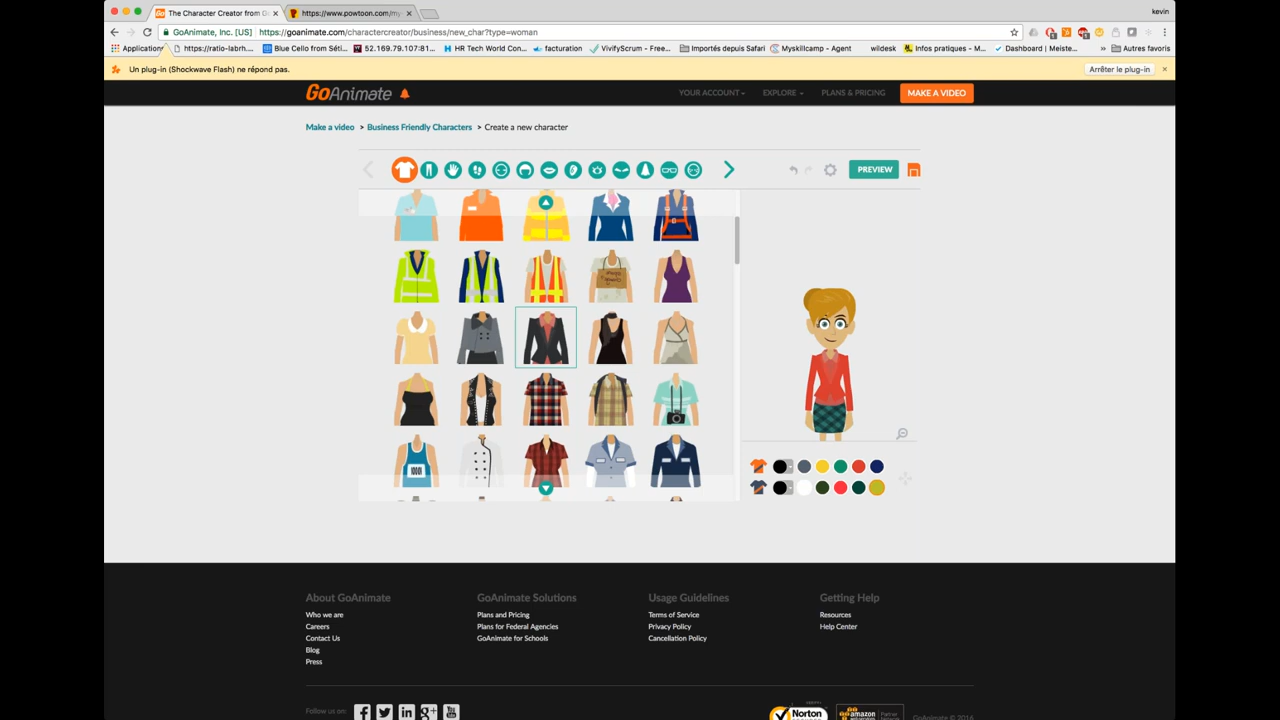 The Character Creator from G
https://www.powtoon.com/my
kevin
GoAnimate, Inc. [US]
https://goanimate.com/charactercreator/business/new_char?type=woman
Applications
https://ratio-labrh.
Blue Cello from Séti...
52.169.79.107:81...
HR Tech World Con...
facturation
VivifyScrum - Free...
Importés depuis Safari
Myskillcamp - Agent
wildesk
Infos pratiques - M...
Dashboard | Meiste...
» Autres favoris
Un plug-in (Shockwave Flash) ne répond pas.
Arrêter le plug-in
GoAnimate
YOUR ACCOUNT
EXPLORE
PLANS & PRICING
MAKE A VIDEO
Make a video > Business Friendly Characters > Create a new character
PREVIEW
About GoAnimate
Who we are
Careers
Contact Us
Blog
Press
GoAnimate Solutions
Plans and Pricing
Plans for Federal Agencies
GoAnimate for Schools
Usage Guidelines
Terms of Service
Privacy Policy
Cancellation Policy
Getting Help
Resources
Help Center
Follow us on:
Norton
amazon
GoAnimate © 2016